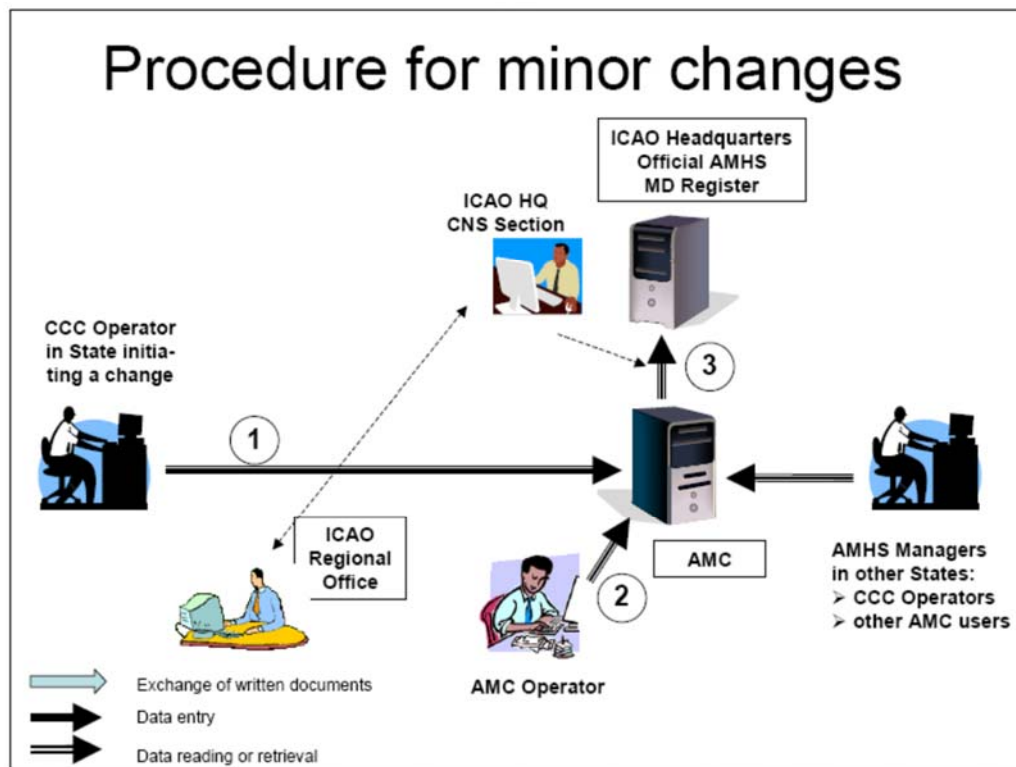 Procedure for minor changes
ICAO Headquarters
Official AMHS
MD Register
ICAO HQ
CNS Section
CCC Operator
in State initia-
ting a change
3
1
ICAO
Regional
Office
AMC
2
AMC Operator
AMHS Managers
in other States:
➢ CCC Operators
➢ other AMC users
Exchange of written documents
Data entry
Data reading or retrieval